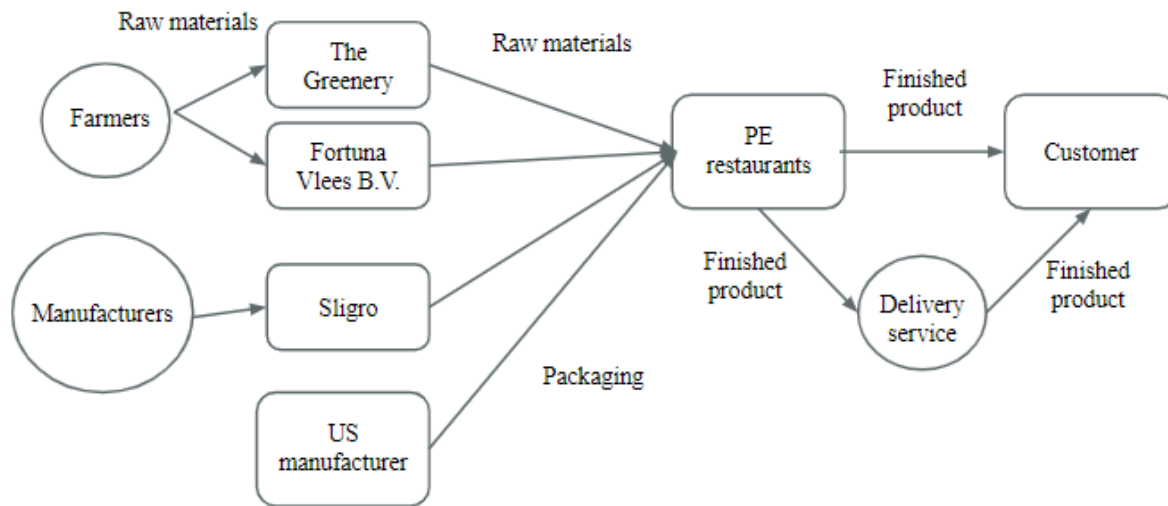 Raw materials
The
Greenery
Raw materials
Farmers
Fortuna
Vlees B.V.
PE
restaurants
Finished
product
Customer
Manufacturers
Sligro
Finished
product
Delivery
service
Finished
product
Packaging
US
manufacturer